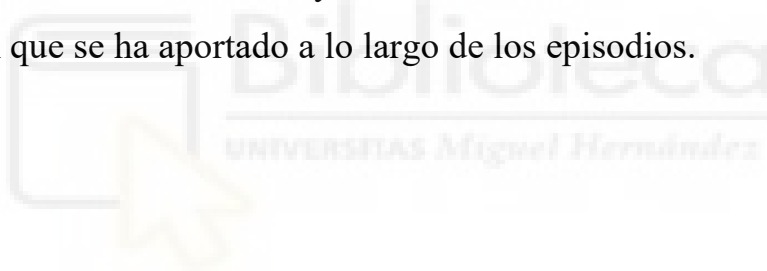 que se ha aportado a lo largo de los episodios.
Biblioteca
UNIVERSITAS Miguel Hernández